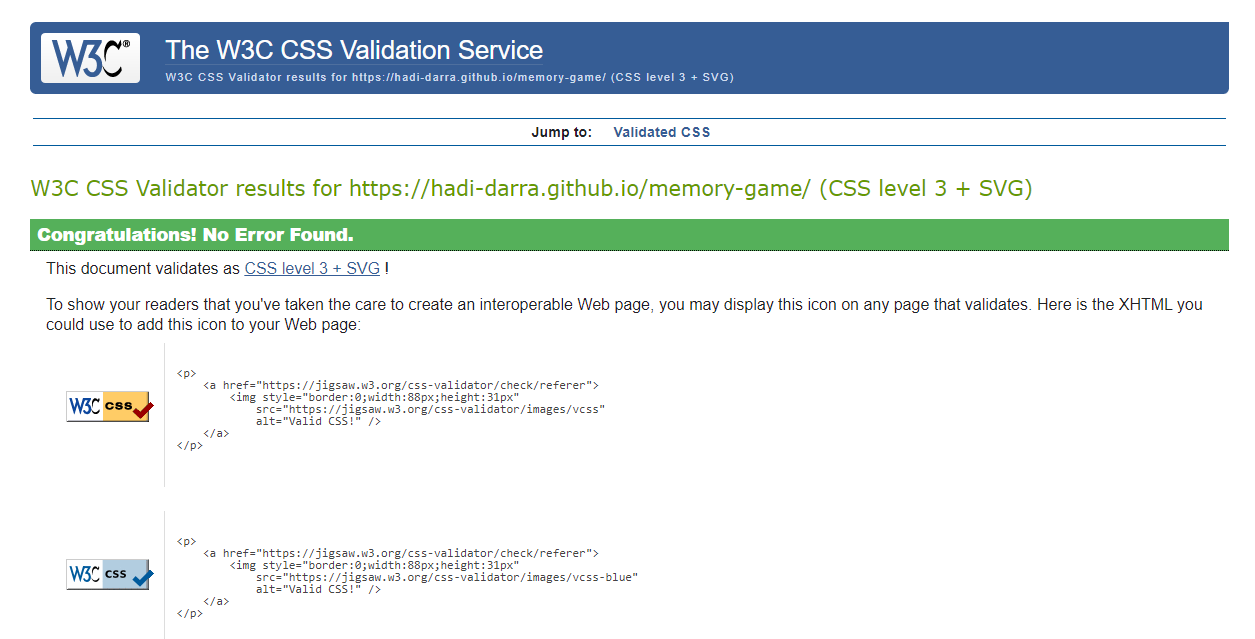 W3C®
The W3C CSS Validation Service
W3C CSS Validator results for https://hadi-darra.github.io/memory-game/ (CSS level 3 + SVG)
Jump to: Validated CSS
W3C CSS Validator results for https://hadi-darra.github.io/memory-game/ (CSS level 3 + SVG)
Congratulations! No Error Found.
This document validates as CSS level 3 + SVG !
To show your readers that you've taken the care to create an interoperable Web page, you may display this icon on any page that validates. Here is the XHTML you
could use to add this icon to your Web page:
W3C css
<p>
    <a href="https://jigsaw.w3.org/css-validator/check/referer">
        <img style="border:0;width:88px;height:31px"
            src="https://jigsaw.w3.org/css-validator/images/vcss"
            alt="Valid CSS!" />
    </a>
</p>
W3C css
<p>
    <a href="https://jigsaw.w3.org/css-validator/check/referer">
        <img style="border:0;width:88px;height:31px"
            src="https://jigsaw.w3.org/css-validator/images/vcss-blue"
            alt="Valid CSS!" />
    </a>
</p>